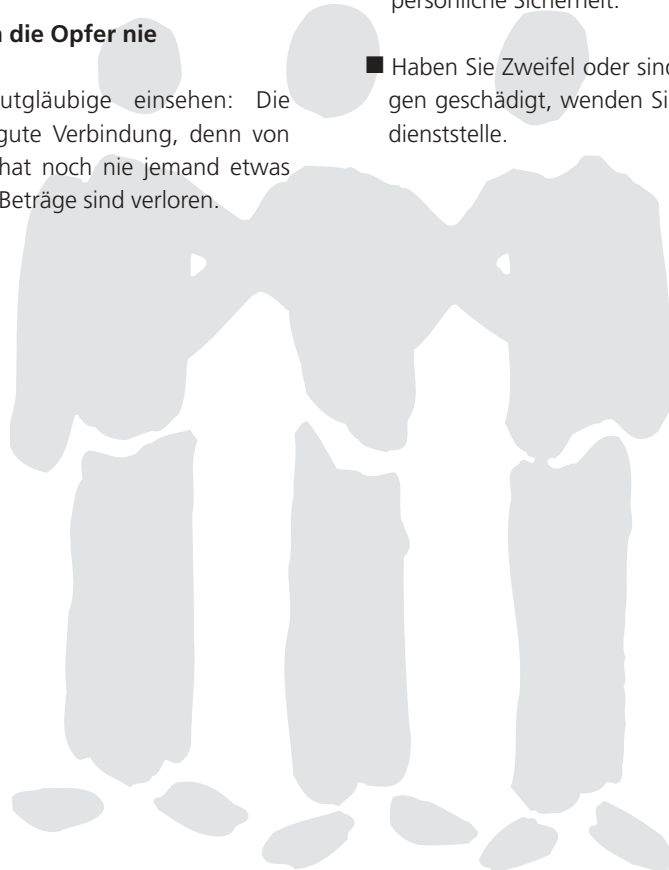 die Opfer nie
utgläubige einsehen: Die
gute Verbindung, denn von
hat noch nie jemand etwas
Beträge sind verloren.
persönliche Sicherheit.
■ Haben Sie Zweifel oder sind
gen geschädigt, wenden Si
dienststelle.